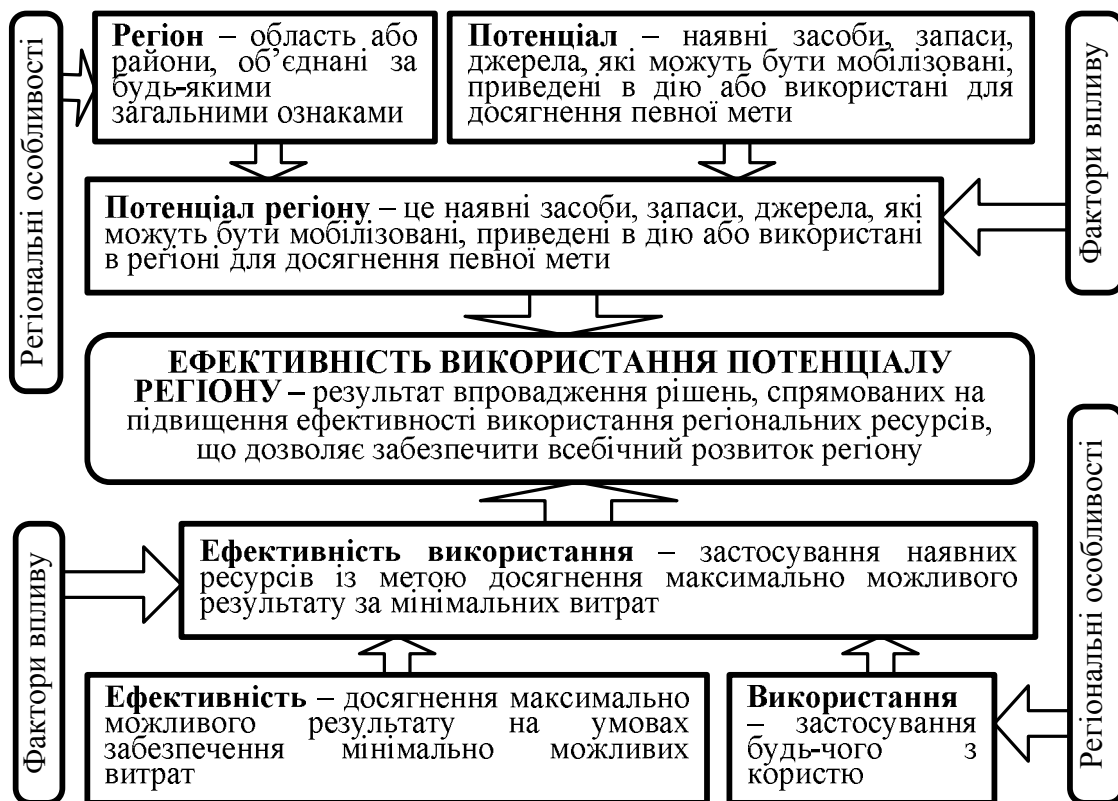 Регіональні особливості
Регіон – область або
райони, об’єднані за
будь-якими
загальними ознаками
Потенціал – наявні засоби, запаси,
джерела, які можуть бути мобілізовані,
приведені в дію або використані для
досягнення певної мети
Фактори впливу
Потенціал регіону – це наявні засоби, запаси, джерела, які
можуть бути мобілізовані, приведені в дію або використані
в регіоні для досягнення певної мети
ЕФЕКТИВНІСТЬ ВИКОРИСТАННЯ ПОТЕНЦІАЛУ
РЕГІОНУ – результат впровадження рішень, спрямованих на
підвищення ефективності використання регіональних ресурсів,
що дозволяє забезпечити всебічний розвиток регіону
Фактори впливу
Ефективність використання – застосування наявних
ресурсів із метою досягнення максимально можливого
результату за мінімальних витрат
Регіональні особливості
Ефективність – досягнення максимально
можливого результату на умовах
забезпечення мінімально можливих
витрат
Використання
– застосування
будь-чого з
користю